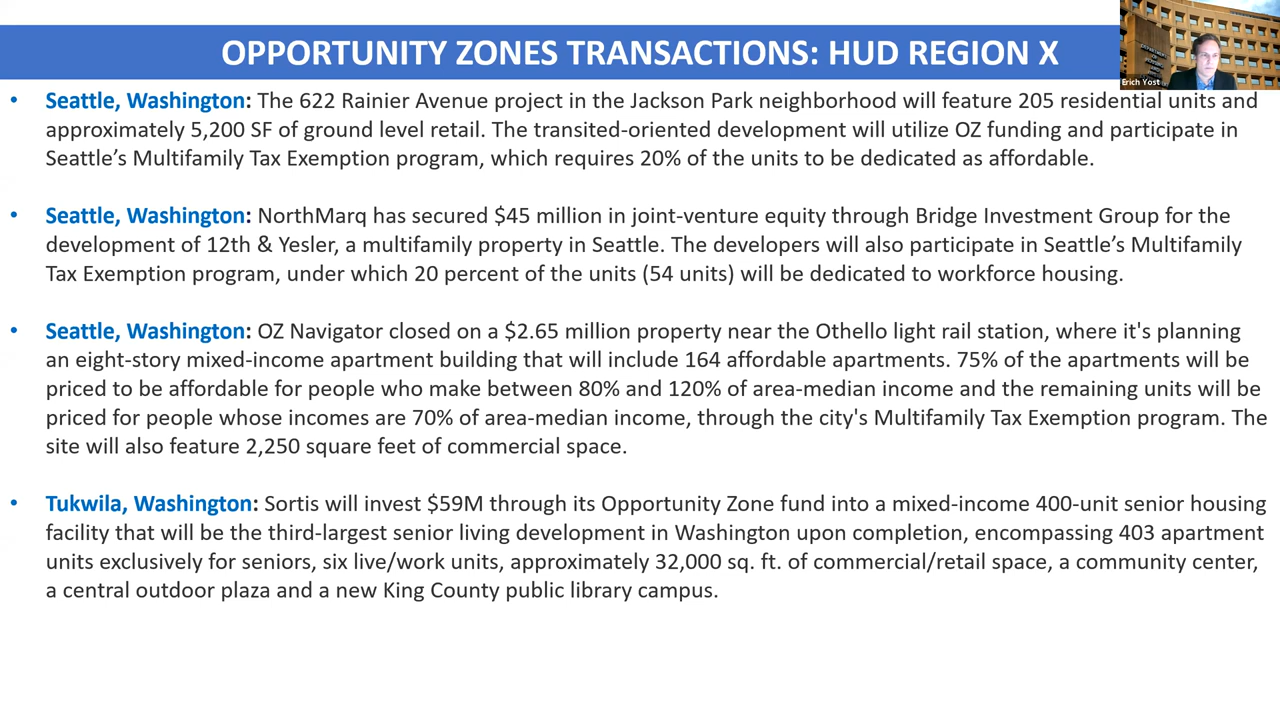 OPPORTUNITY ZONES TRANSACTIONS: HUD REGION X
Erich Yost
• Seattle, Washington: The 622 Rainier Avenue project in the Jackson Park neighborhood will feature 205 residential units and
approximately 5,200 SF of ground level retail. The transited-oriented development will utilize OZ funding and participate in
Seattle’s Multifamily Tax Exemption program, which requires 20% of the units to be dedicated as affordable.
• Seattle, Washington: NorthMarq has secured $45 million in joint-venture equity through Bridge Investment Group for the
development of 12th & Yesler, a multifamily property in Seattle. The developers will also participate in Seattle’s Multifamily
Tax Exemption program, under which 20 percent of the units (54 units) will be dedicated to workforce housing.
• Seattle, Washington: OZ Navigator closed on a $2.65 million property near the Othello light rail station, where it's planning
an eight-story mixed-income apartment building that will include 164 affordable apartments. 75% of the apartments will be
priced to be affordable for people who make between 80% and 120% of area-median income and the remaining units will be
priced for people whose incomes are 70% of area-median income, through the city's Multifamily Tax Exemption program. The
site will also feature 2,250 square feet of commercial space.
• Tukwila, Washington: Sortis will invest $59M through its Opportunity Zone fund into a mixed-income 400-unit senior housing
facility that will be the third-largest senior living development in Washington upon completion, encompassing 403 apartment
units exclusively for seniors, six live/work units, approximately 32,000 sq. ft. of commercial/retail space, a community center,
a central outdoor plaza and a new King County public library campus.